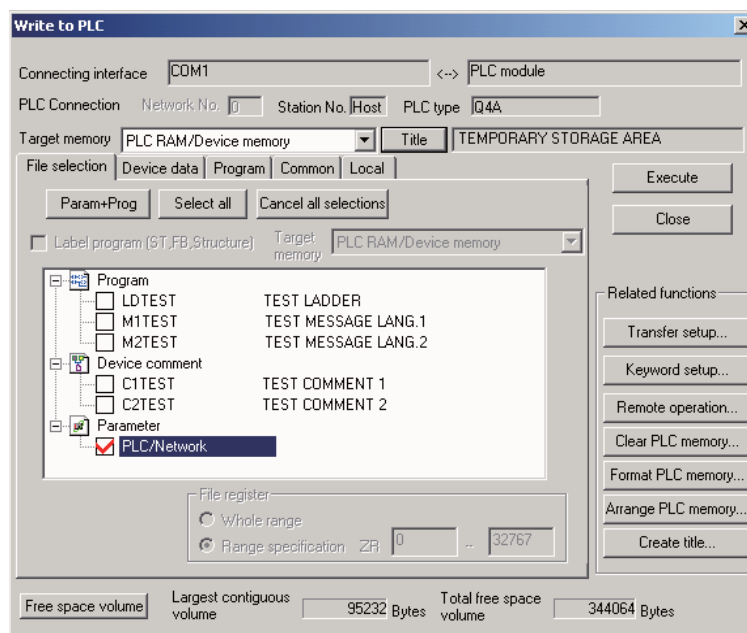 Write to PLC
Connecting interface COM1 <--> PLC module
PLC Connection Network No. 0 Station No. Host PLC type Q4A
Target memory PLC RAM/Device memory Title TEMPORARY STORAGE AREA
File selection Device data Program Common Local
Execute
Param+Prog Select all Cancel all selections
Close
Label program (ST,FB,Structure) Target memory PLC RAM/Device memory
Program
LDTEST TEST LADDER
M1TEST TEST MESSAGE LANG.1
M2TEST TEST MESSAGE LANG.2
Device comment
C1TEST TEST COMMENT 1
C2TEST TEST COMMENT 2
Parameter
PLC/Network
Related functions
Transfer setup...
Keyword setup...
Remote operation...
Clear PLC memory...
Format PLC memory...
Arrange PLC memory...
Create title...
File register
Whole range
Range specification ZR 0 .. 32767
Free space volume Largest contiguous volume 95232 Bytes Total free space volume 344064 Bytes